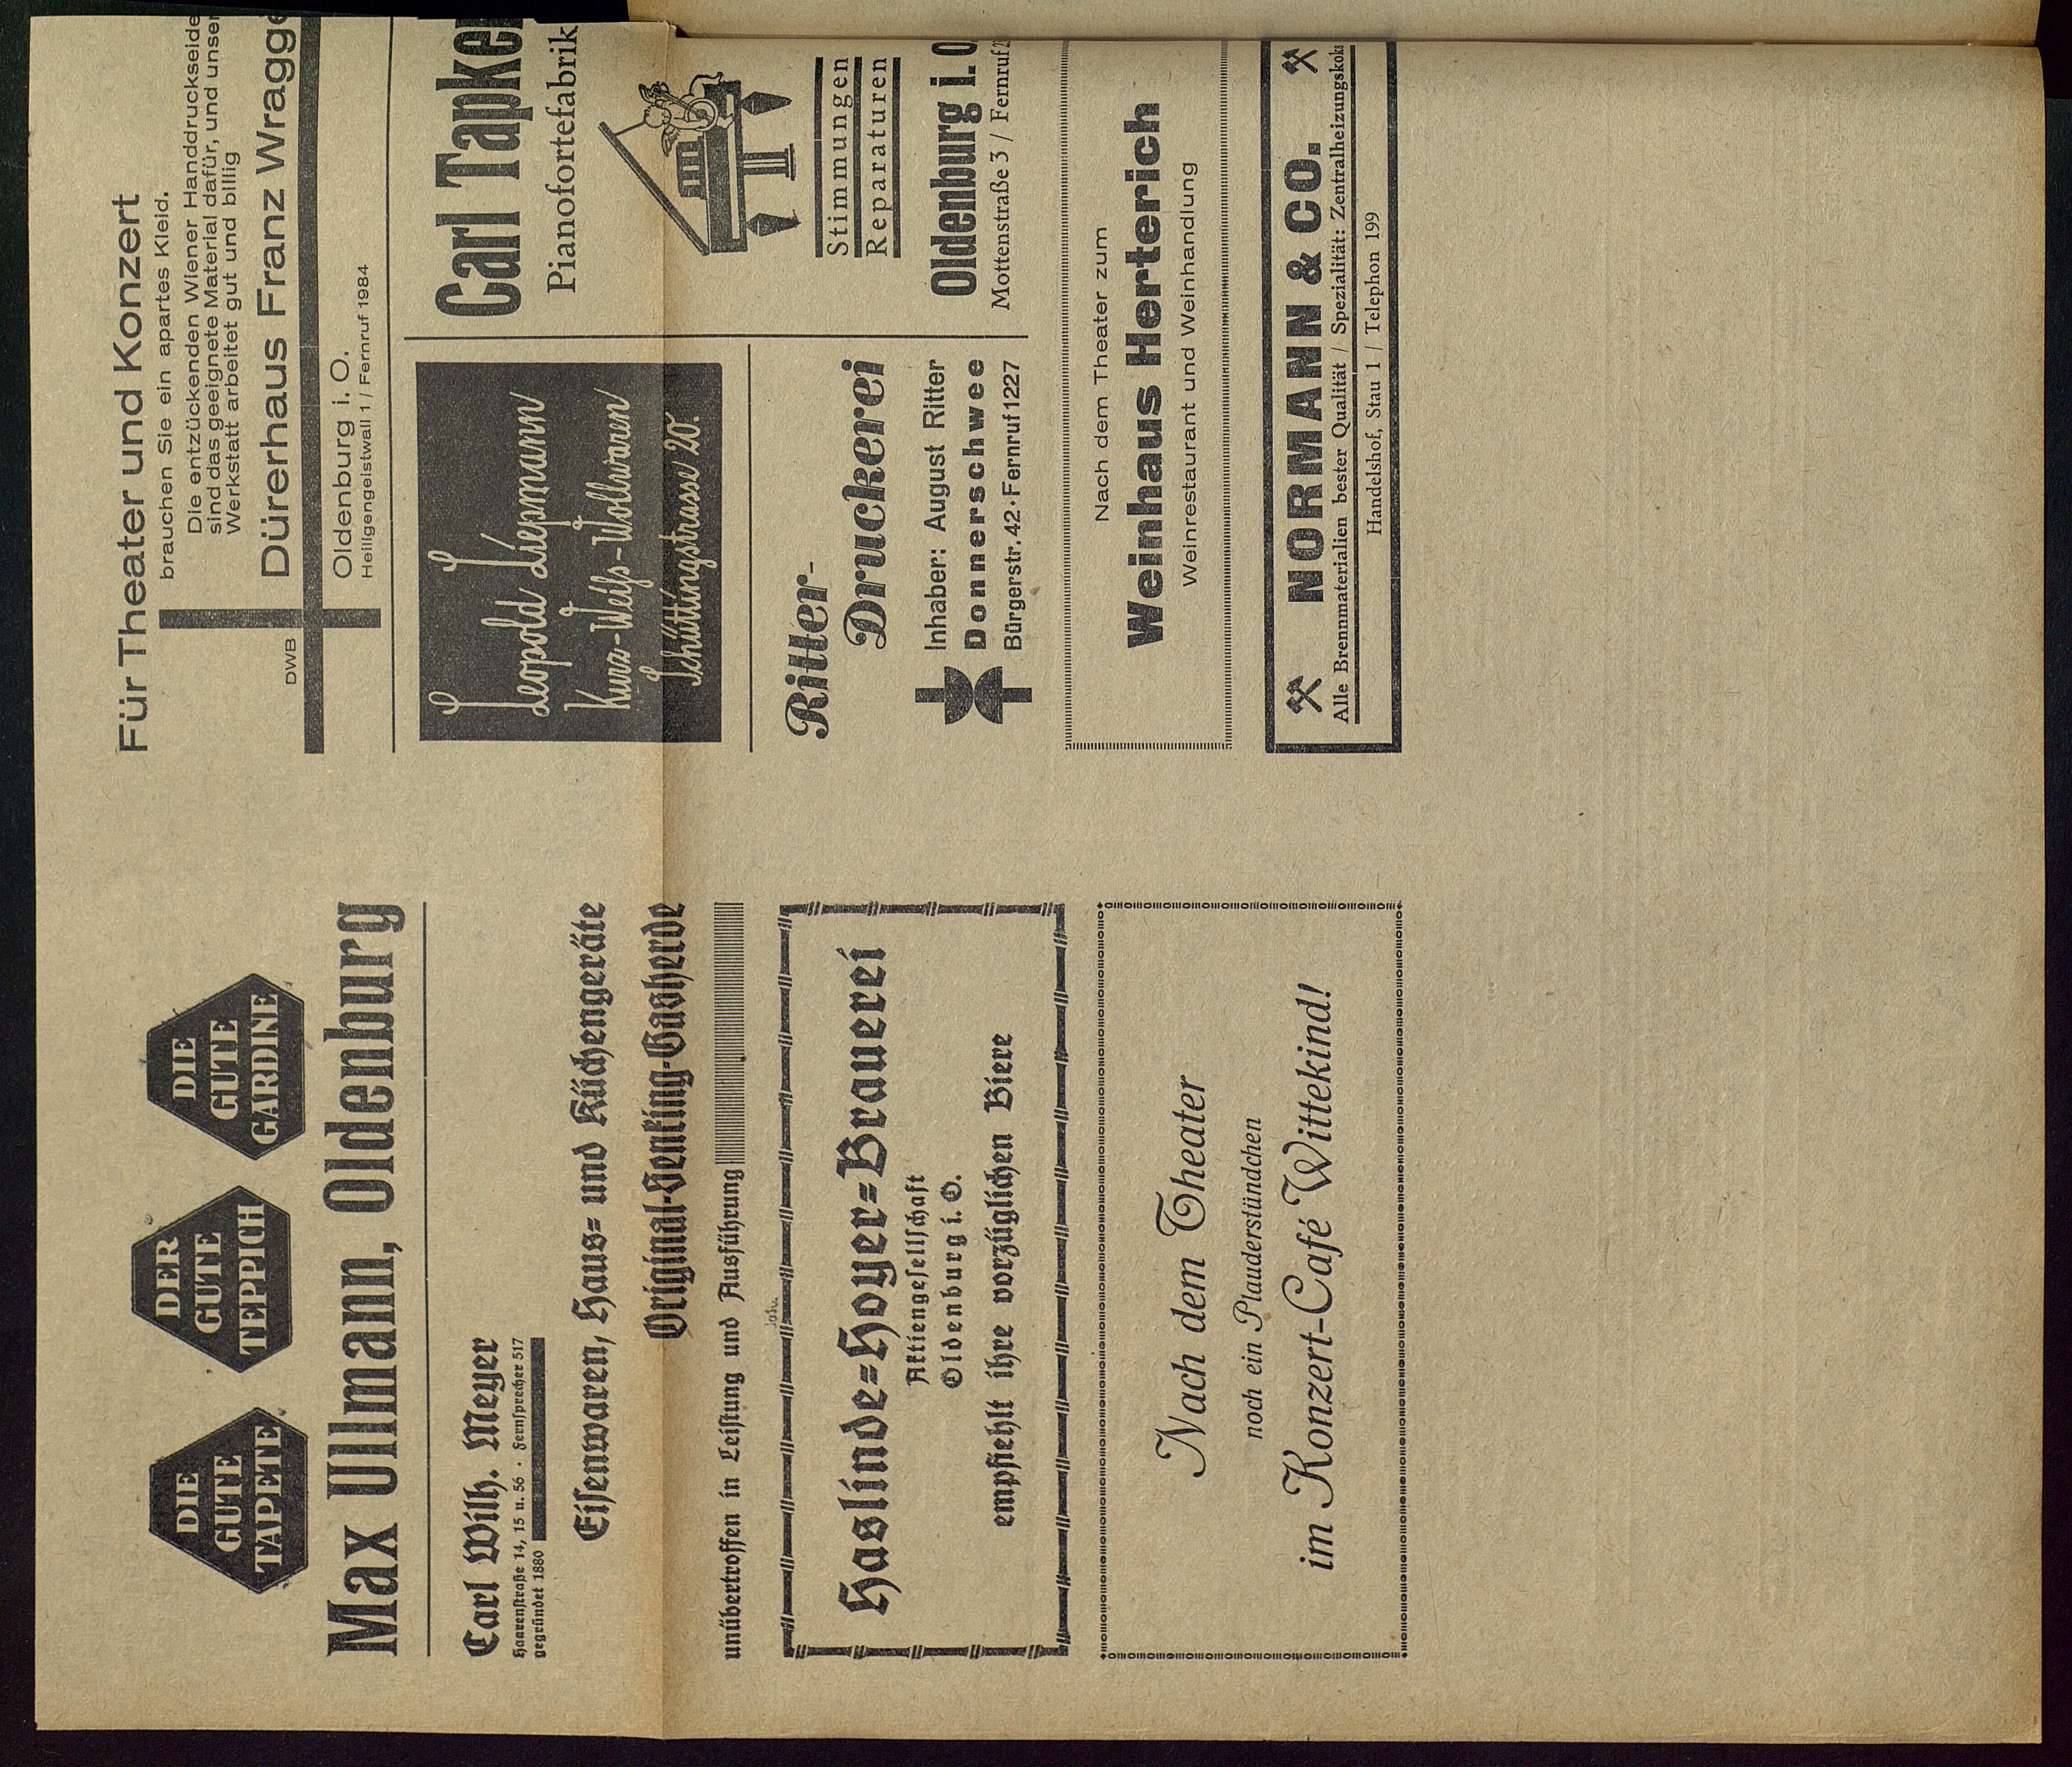 DIE
GUTE
TAPETE
DER
GUTE
TEPPICH
DIE
GUTE
GARDINE
Max Ullmann, Oldenburg
Carl Wilh. Meyer
Haarenstraße 14, 15 u. 56 · Fernsprecher 517
gegründet 1880
Eisenwaren, Haus- und Küchengeräte
Original-Senking-Gasherde
unübertroffen in Leistung und Ausführung
Haslinde-Hoyer-Brauerei
Aktiengesellschaft
Oldenburg i. O.
empfiehlt ihre vorzüglichen Biere
Nach dem Theater
noch ein Plauderstündchen
im Konzert-Café Wittekind!
Für Theater und Konzert
brauchen Sie ein apartes Kleid.
Die entzückenden Wiener Handdruckseide
sind das geeignete Material dafür, und unser
Werkstatt arbeitet gut und billig
DWB
Dürerhaus Franz Wragge
Oldenburg i. O.
Heiligengeistwall 1 / Fernruf 1984
Leopold Liepmann
Kurz-Weiß-Wollwaren
Schüttingstrasse 20.
Carl Tapken
Pianofortefabrik
Stimmungen
Reparaturen
Oldenburg i. O
Mottenstraße 3 / Fernruf
Ritter-
Druckerei
Inhaber: August Ritter
Donnerschwee
Bürgerstr. 42 · Fernruf 1227
Nach dem Theater zum
Weinhaus Herterich
Weinrestaurant und Weinhandlung
NORMANN & CO.
Alle Brennmaterialien bester Qualität / Spezialität: Zentralheizungskoks
Handelshof, Stau 1 / Telephon 199